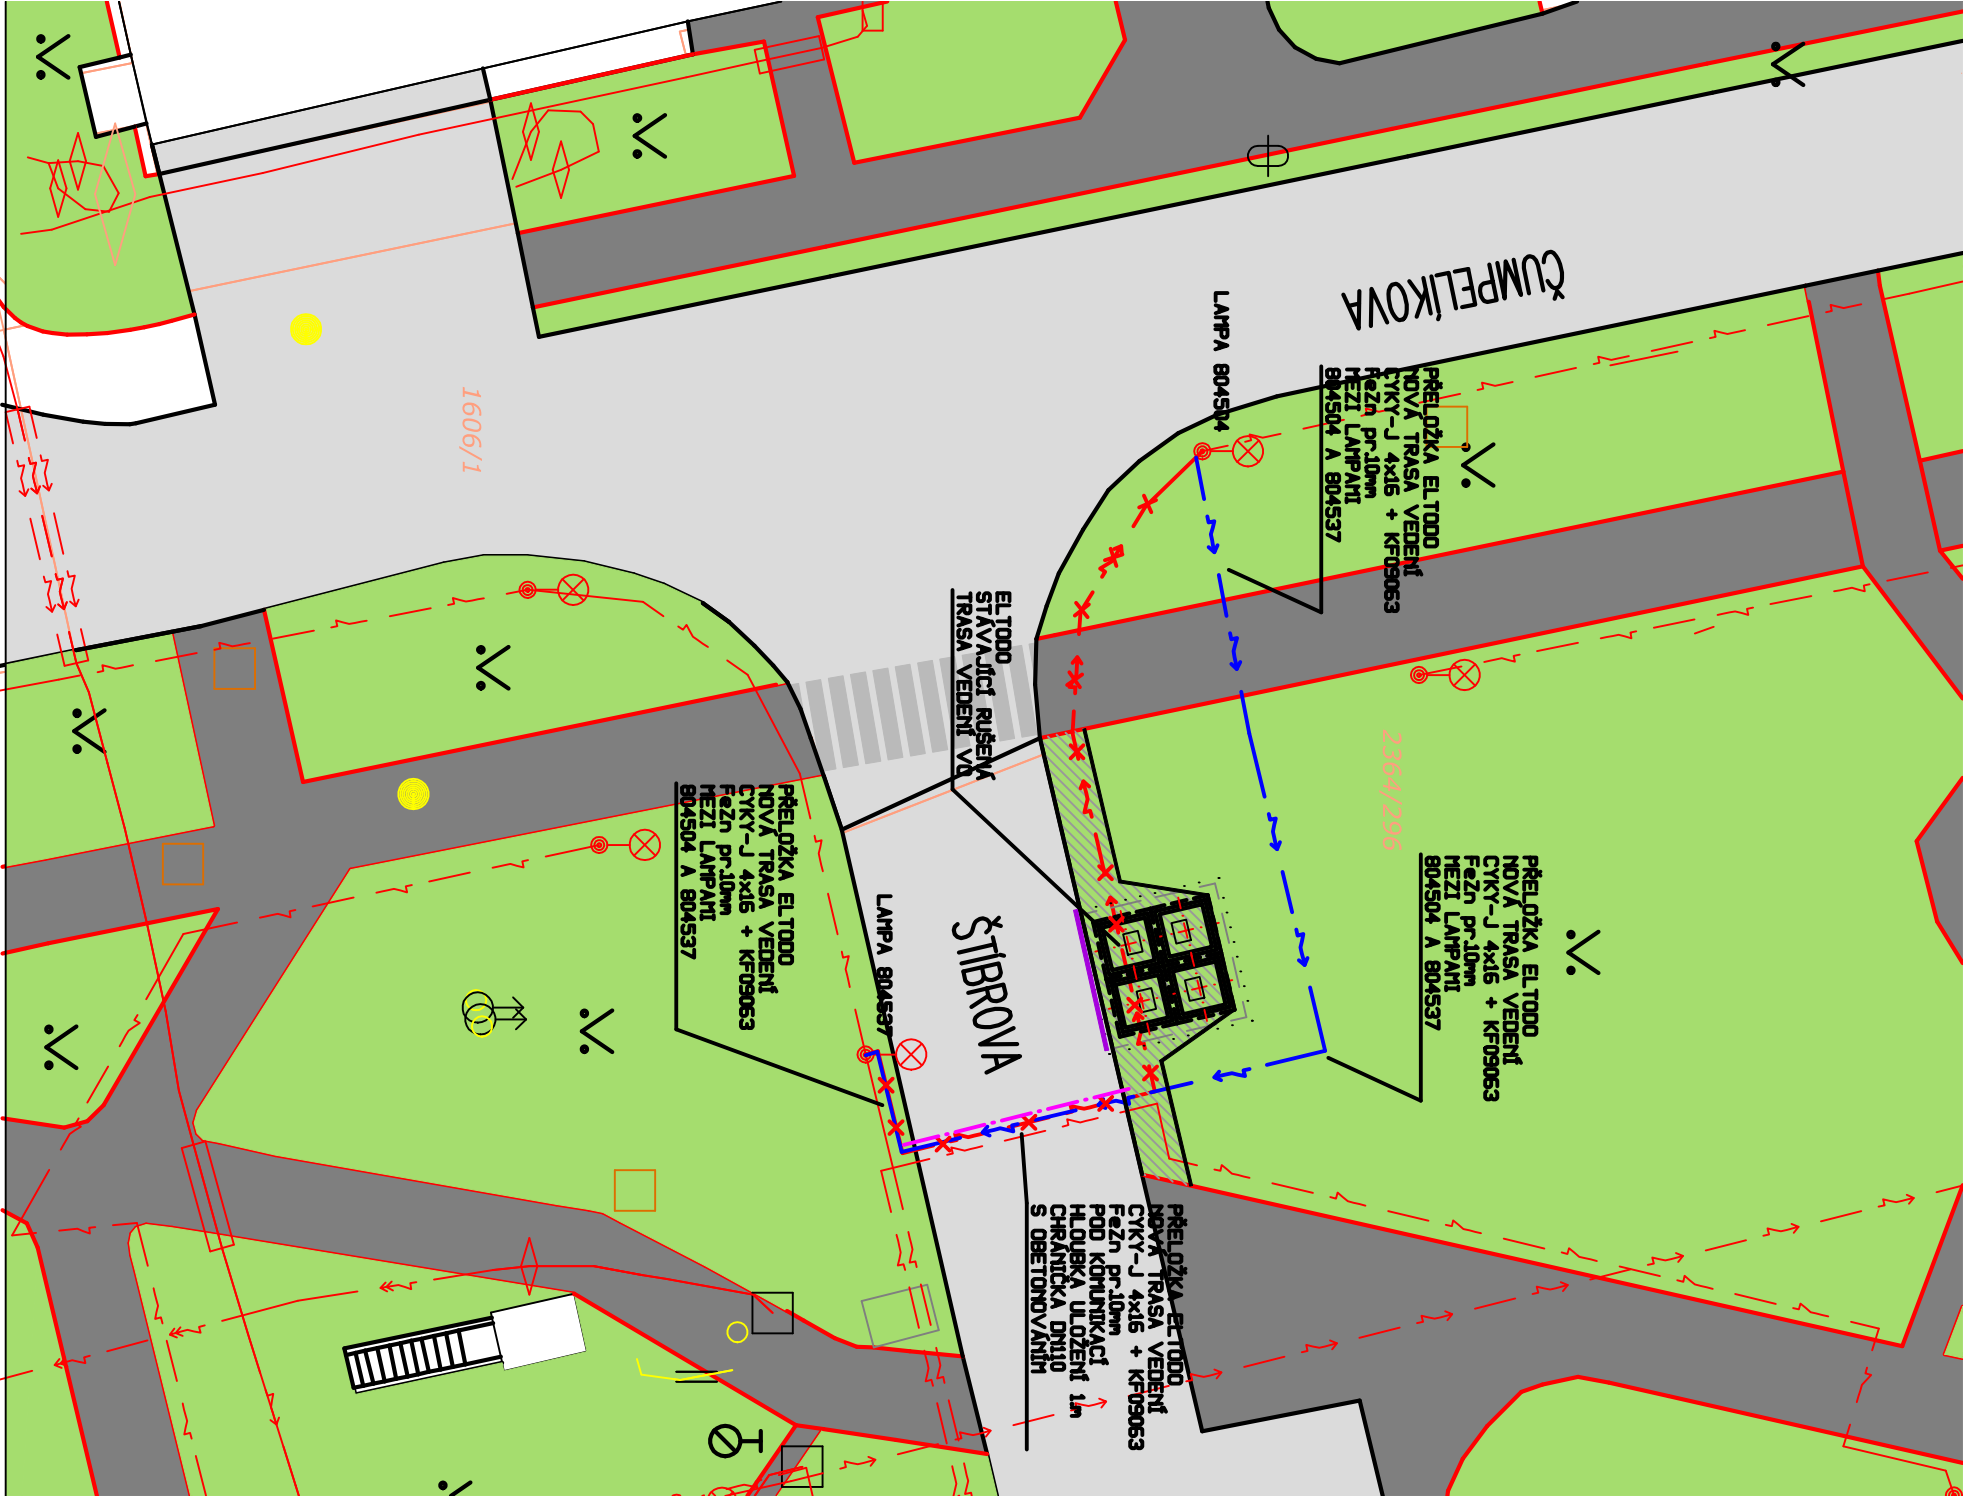 ČUMPELÍKOVA
LAMPA 804504
PŘELOŽKA ELTODO
NOVÁ TRASA VEDENÍ
CYKY-J 4x16 + KF09063
FeZn pr.10mm
MEZI LAMPAMI
804504 A 804537
1606/1
ELTODO
STÁVAJÍCÍ RUŠENÁ
TRASA VEDENÍ VO
2364/296
PŘELOŽKA ELTODO
NOVÁ TRASA VEDENÍ
CYKY-J 4x16 + KF09063
FeZn pr.10mm
MEZI LAMPAMI
804504 A 804537
LAMPA 804537
ŠTÍBROVA
PŘELOŽKA ELTODO
NOVÁ TRASA VEDENÍ
CYKY-J 4x16 + KF09063
FeZn pr.10mm
MEZI LAMPAMI
804504 A 804537
PŘELOŽKA ELTODO
NOVÁ TRASA VEDENÍ
CYKY-J 4x16 + KF09063
FeZn pr.10mm
POD KOMUNIKACÍ
HLOUBKA ULOŽENÍ 1m
CHRÁNIČKA DN110
S OBETONOVÁNÍM